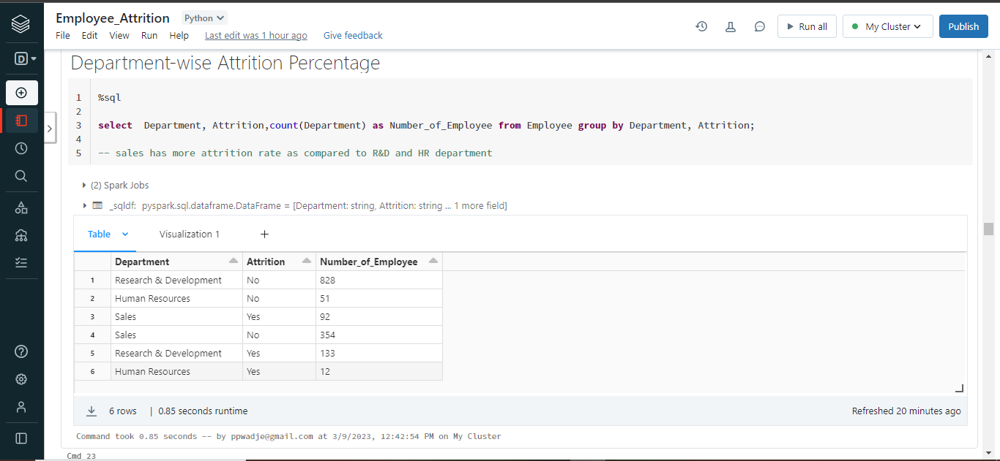 Employee_Attrition Python
File Edit View Run Help Last edit was 1 hour ago Give feedback
Run all My Cluster Publish
D
Department-wise Attrition Percentage
1 %sql
2
3 select  Department, Attrition,count(Department) as Number_of_Employee from Employee group by Department, Attrition;
4
5 -- sales has more attrition rate as compared to R&D and HR department
(2) Spark Jobs
_sqldf: pyspark.sql.dataframe.DataFrame = [Department: string, Attrition: string ... 1 more field]
Table Visualization 1 +
Department Attrition Number_of_Employee
1 Research & Development No 828
2 Human Resources No 51
3 Sales Yes 92
4 Sales No 354
5 Research & Development Yes 133
6 Human Resources Yes 12
6 rows | 0.85 seconds runtime Refreshed 20 minutes ago
Command took 0.85 seconds -- by ppwadje@gmail.com at 3/9/2023, 12:42:54 PM on My Cluster
Cmd 23